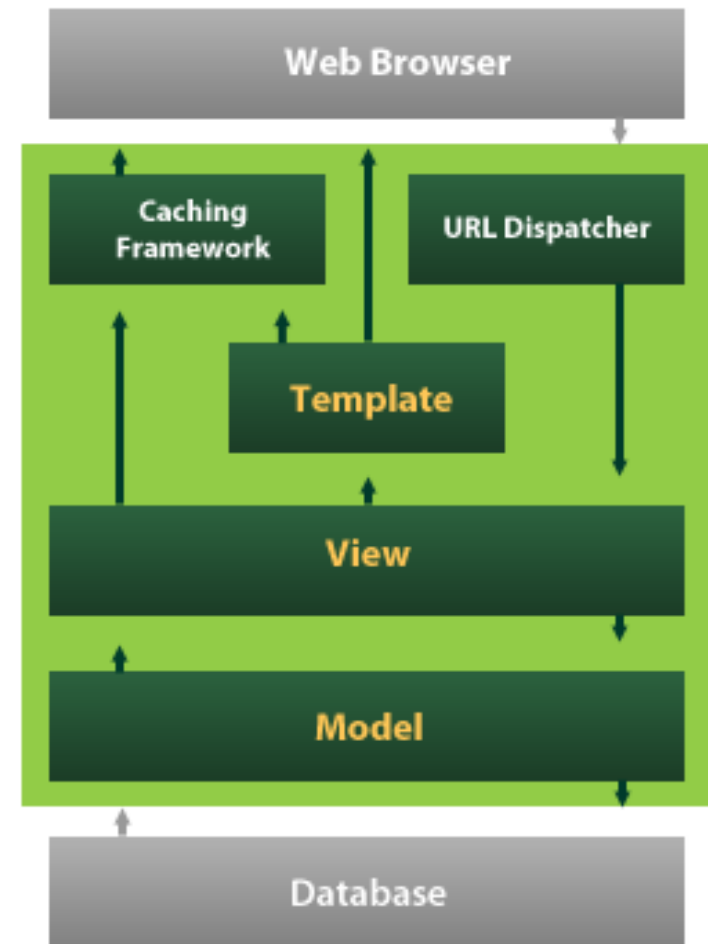 Web Browser
Caching
Framework
URL Dispatcher
Template
View
Model
Database